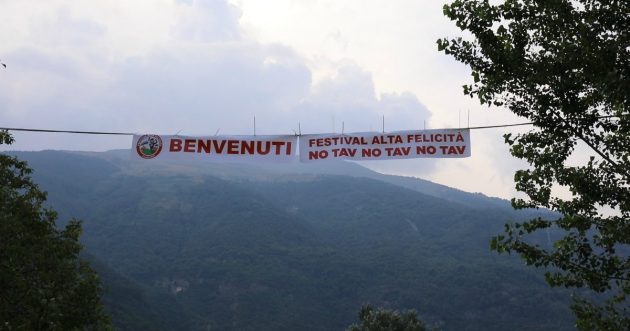 BENVENUTI
FESTIVAL ALTA FELICITÀ
NO TAV NO TAV NO TAV